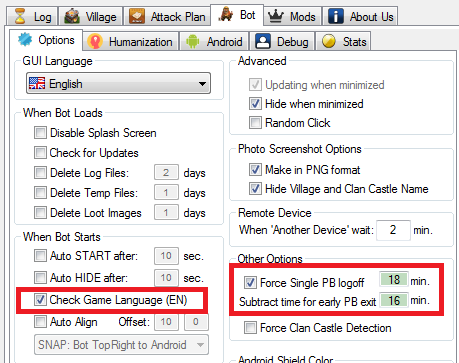 Log Village Attack Plan Bot Mods About Us
Options Humanization Android Debug Stats
GUI Language
English
When Bot Loads
Disable Splash Screen
Check for Updates
Delete Log Files: 2 days
Delete Temp Files: 1 days
Delete Loot Images 1 days
When Bot Starts
Auto START after: 10 sec.
Auto HIDE after: 10 sec.
Check Game Language (EN)
Auto Align Offset: 10 0
SNAP: Bot TopRight to Android
Advanced
Updating when minimized
Hide when minimized
Random Click
Photo Screenshot Options
Make in PNG format
Hide Village and Clan Castle Name
Remote Device
When 'Another Device' wait: 2 min.
Other Options
Force Single PB logoff 18 min.
Subtract time for early PB exit 16 min.
Force Clan Castle Detection
Android Shield Color